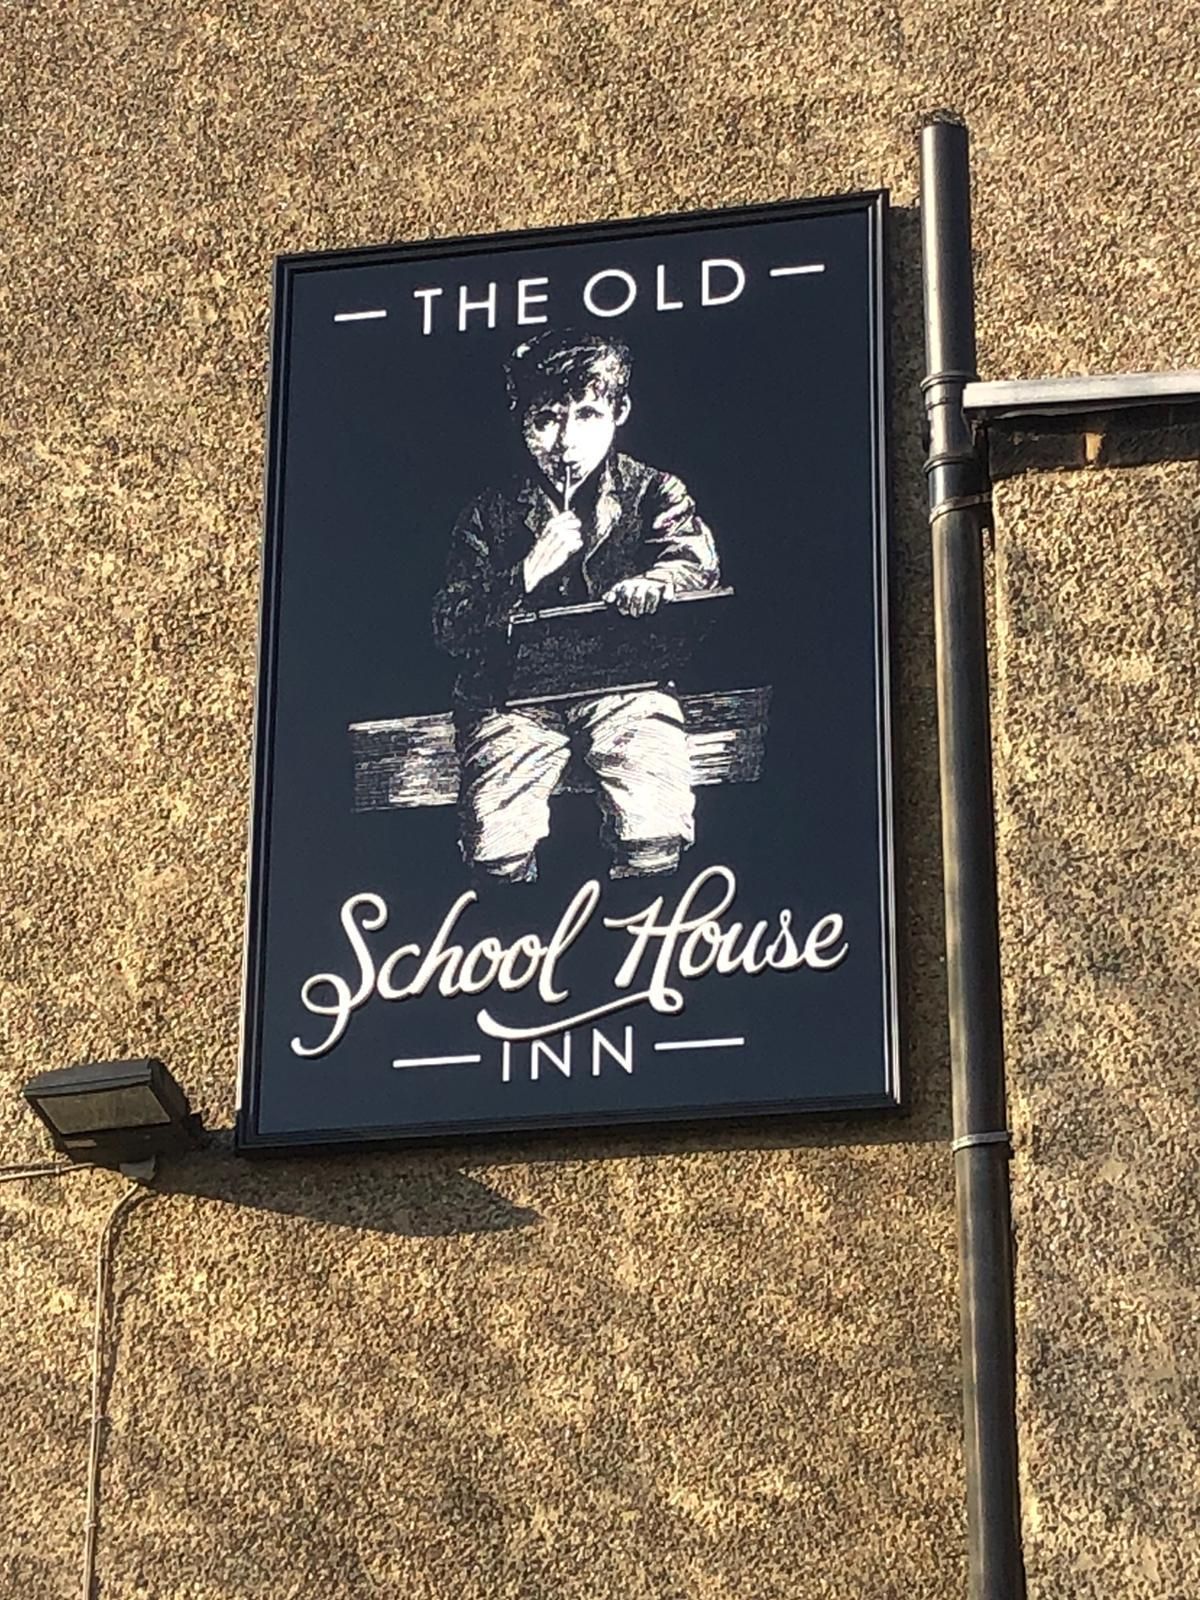 THE OLD
School House
INN